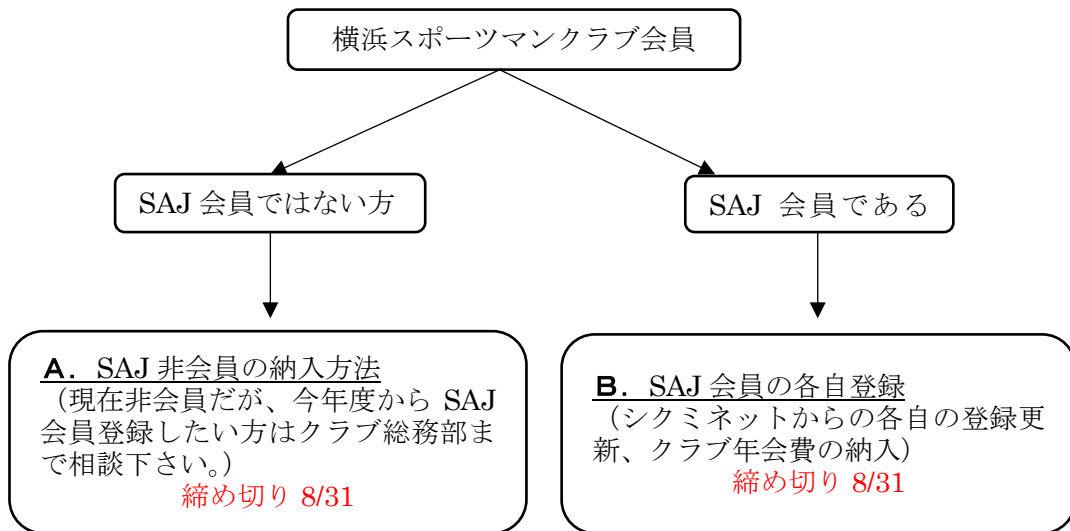 横浜スポーツマンクラブ会員
SAJ 会員ではない方
SAJ 会員である
A. SAJ 非会員の納入方法
（現在非会員だが、今年度から SAJ
会員登録したい方はクラブ総務部ま
で相談下さい。）
締め切り 8/31
B. SAJ 会員の各自登録
（シクミネットからの各自の登録更
新、クラブ年会費の納入）
締め切り 8/31